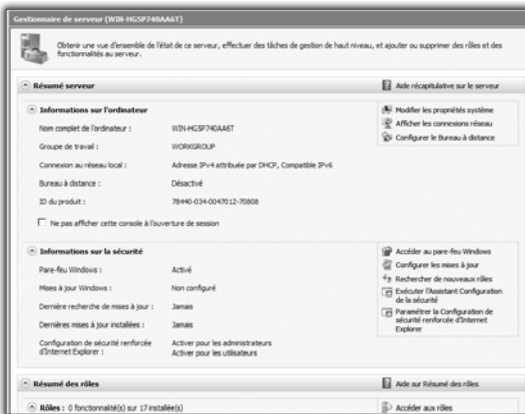 Gestionnaire de serveur (WIN-HG5P740AA6T)
Obtenir une vue d'ensemble de l'état de ce serveur, effectuer des tâches de gestion de haut niveau, et ajouter ou supprimer des rôles et des
fonctionnalités au serveur.
Résumé serveur
Aide récapitulative sur le serveur
Informations sur l'ordinateur
Modifier les propriétés système
Afficher les connexions réseau
Configurer le Bureau à distance
Nom complet de l'ordinateur : WIN-HG5P740AA6T
Groupe de travail : WORKGROUP
Connexion au réseau local : Adresse IPv4 attribuée par DHCP, Compatible IPv6
Bureau à distance : Désactivé
ID du produit : 78440-034-0047012-70808
Ne pas afficher cette console à l'ouverture de session
Informations sur la sécurité
Accéder au pare-feu Windows
Configurer les mises à jour
Rechercher de nouveaux rôles
Exécuter l'Assistant Configuration
de la sécurité
Paramétrer la Configuration de
sécurité renforcée d'Internet
Explorer
Pare-feu Windows : Activé
Mises à jour Windows : Non configuré
Dernière recherche de mises à jour : Jamais
Dernières mises à jour installées : Jamais
Configuration de sécurité renforcée Activer pour les administrateurs
d'Internet Explorer : Activer pour les utilisateurs
Résumé des rôles
Aide sur Résumé des rôles
Rôles : 0 fonctionnalité(s) sur 17 installée(s)
Accéder aux rôles